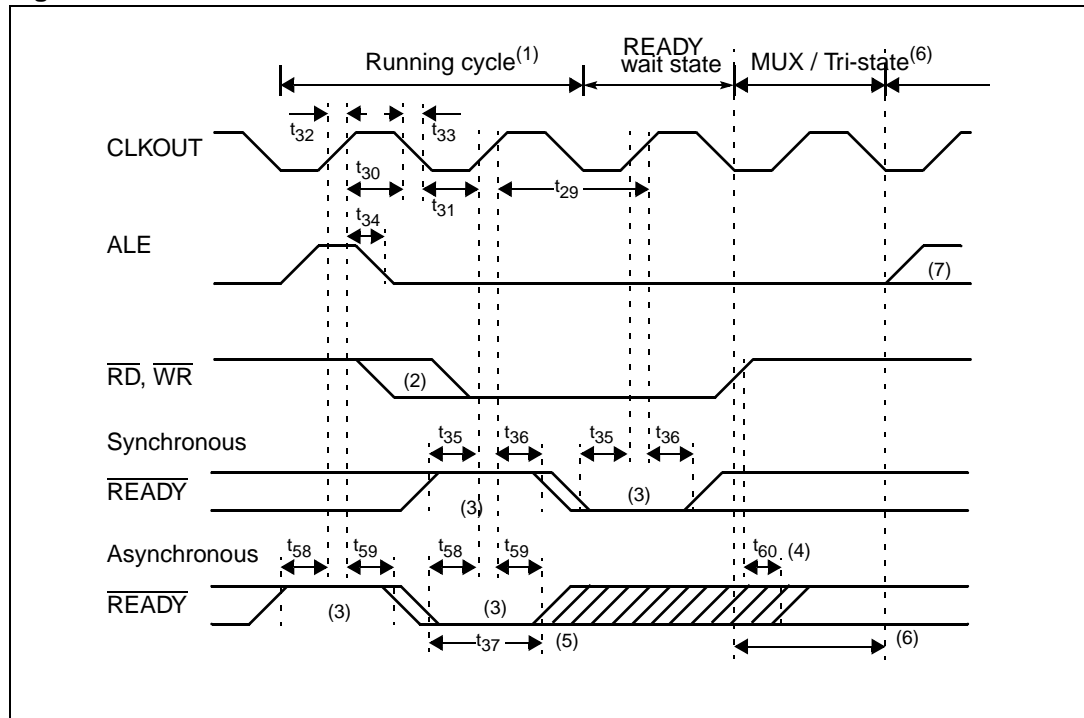 Running cycle(1)
READY
wait state
MUX / Tri-state(6)
t32
t33
CLKOUT
t30
t31
t29
t34
ALE
(7)
RD, WR
(2)
Synchronous
t35
t36
t35
t36
READY
(3)
(3)
Asynchronous
t58
t59
t58
t59
t60
(4)
READY
(3)
(3)
t37
(5)
(6)